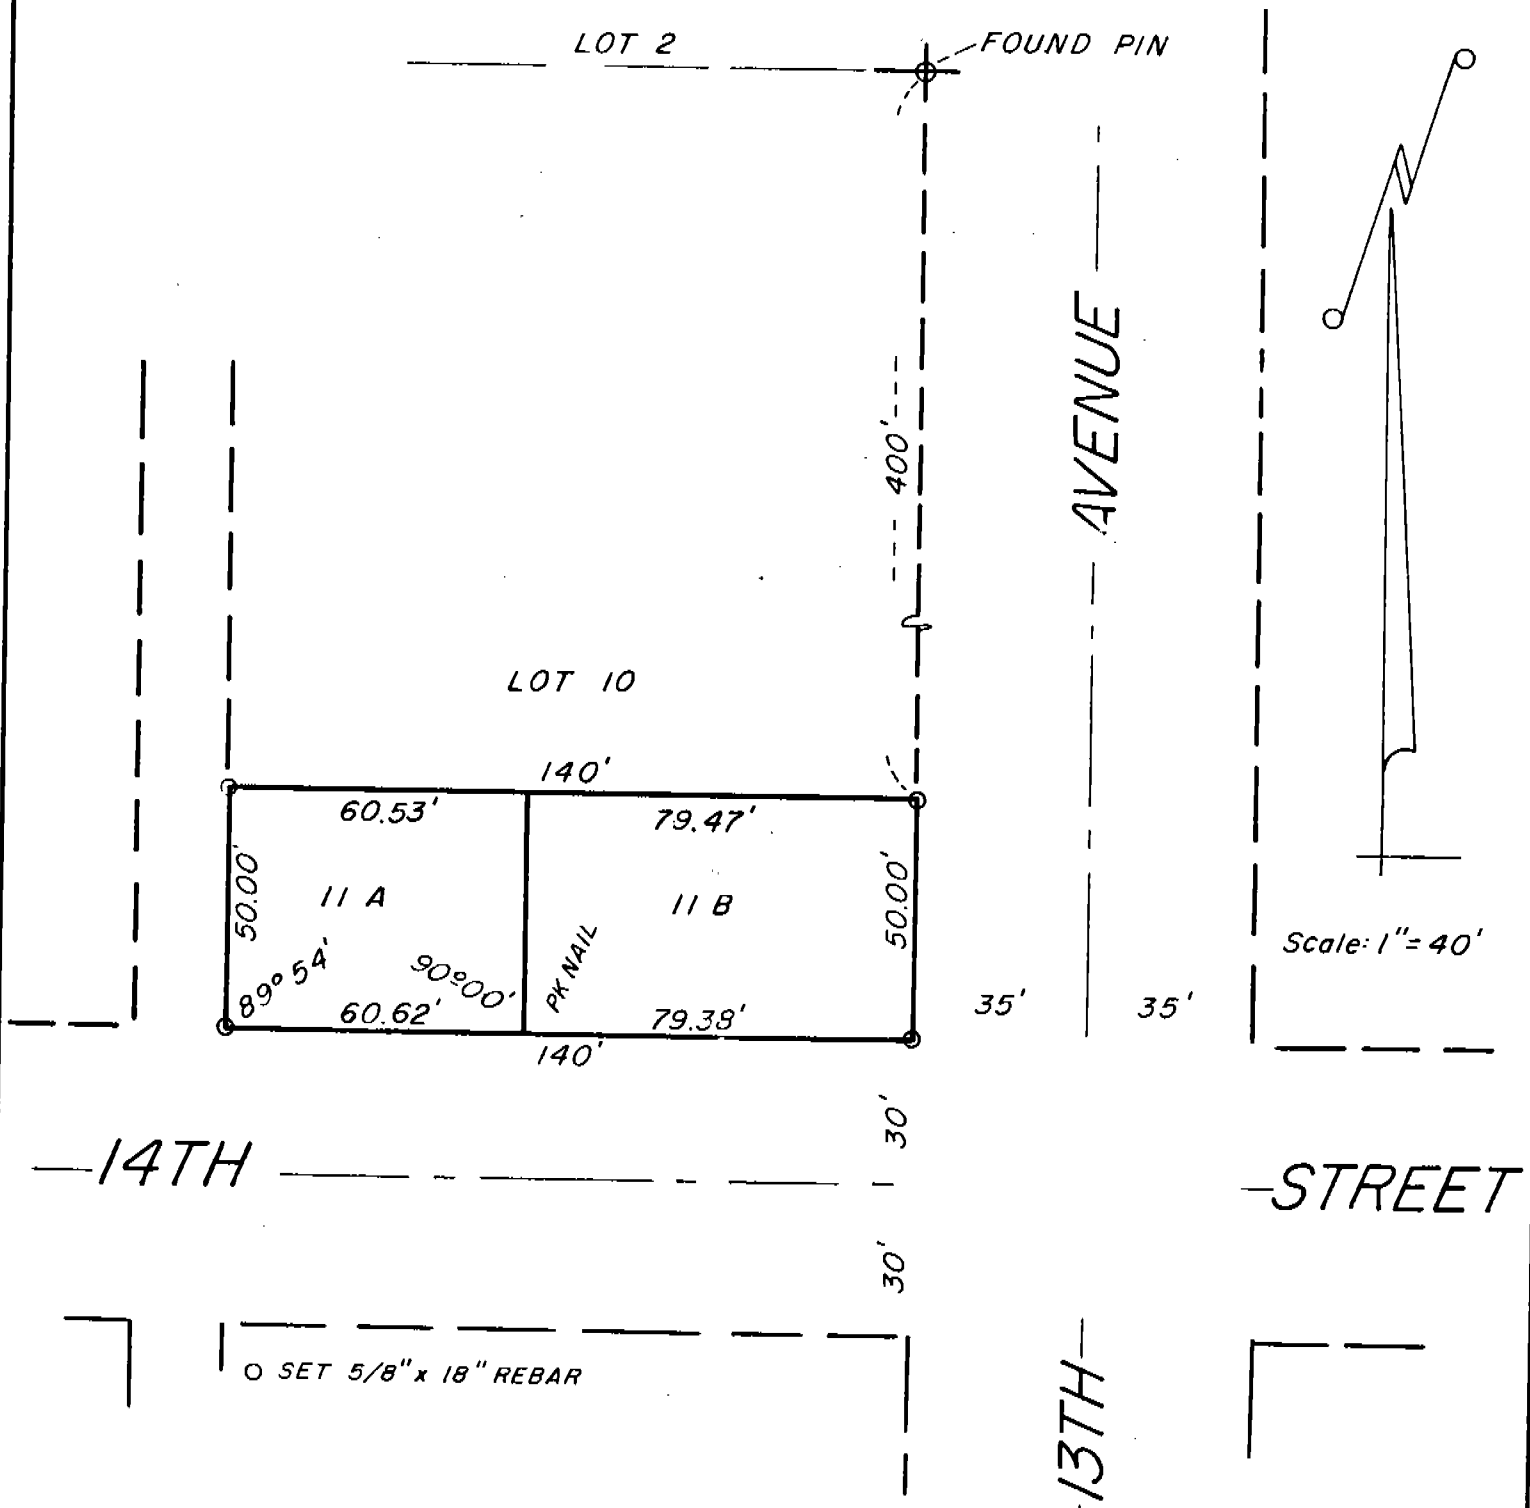 LOT 2
FOUND PIN
AVENUE
400'
LOT 10
140'
60.53'
79.47'
50.00'
11 A
11 B
50.00'
Scale: 1"=40'
89° 54'
90°00'
PK NAIL
60.62'
79.38'
140'
35'
35'
30'
14TH
STREET
30'
O SET 5/8" x 18" REBAR
13TH